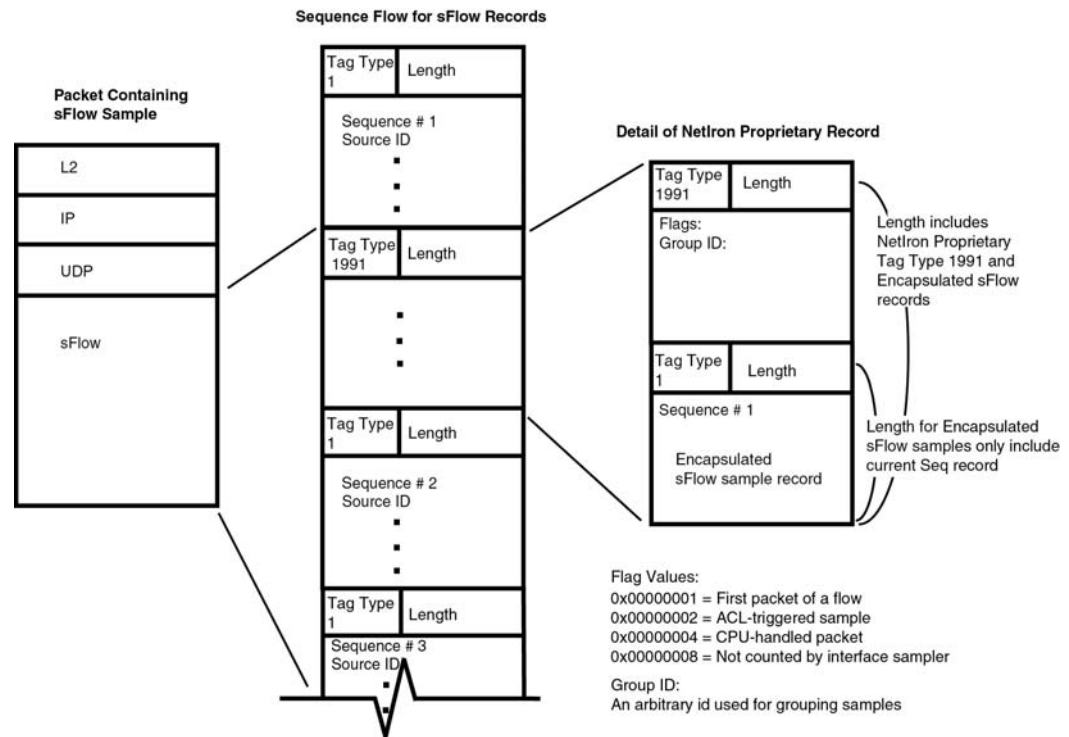 Sequence Flow for sFlow Records
Packet Containing
sFlow Sample
L2
IP
UDP
sFlow
Tag Type
1
Length
Sequence # 1
Source ID
Tag Type
1991
Length
Tag Type
1
Length
Sequence # 2
Source ID
Tag Type
1
Length
Sequence # 3
Source ID
Detail of NetIron Proprietary Record
Tag Type
1991
Length
Flags:
Group ID:
Tag Type
1
Length
Sequence # 1
Encapsulated
sFlow sample record
Length includes
NetIron Proprietary
Tag Type 1991 and
Encapsulated sFlow
records
Length for Encapsulated
sFlow samples only include
current Seq record
Flag Values:
0x00000001 = First packet of a flow
0x00000002 = ACL-triggered sample
0x00000004 = CPU-handled packet
0x00000008 = Not counted by interface sampler
Group ID:
An arbitrary id used for grouping samples